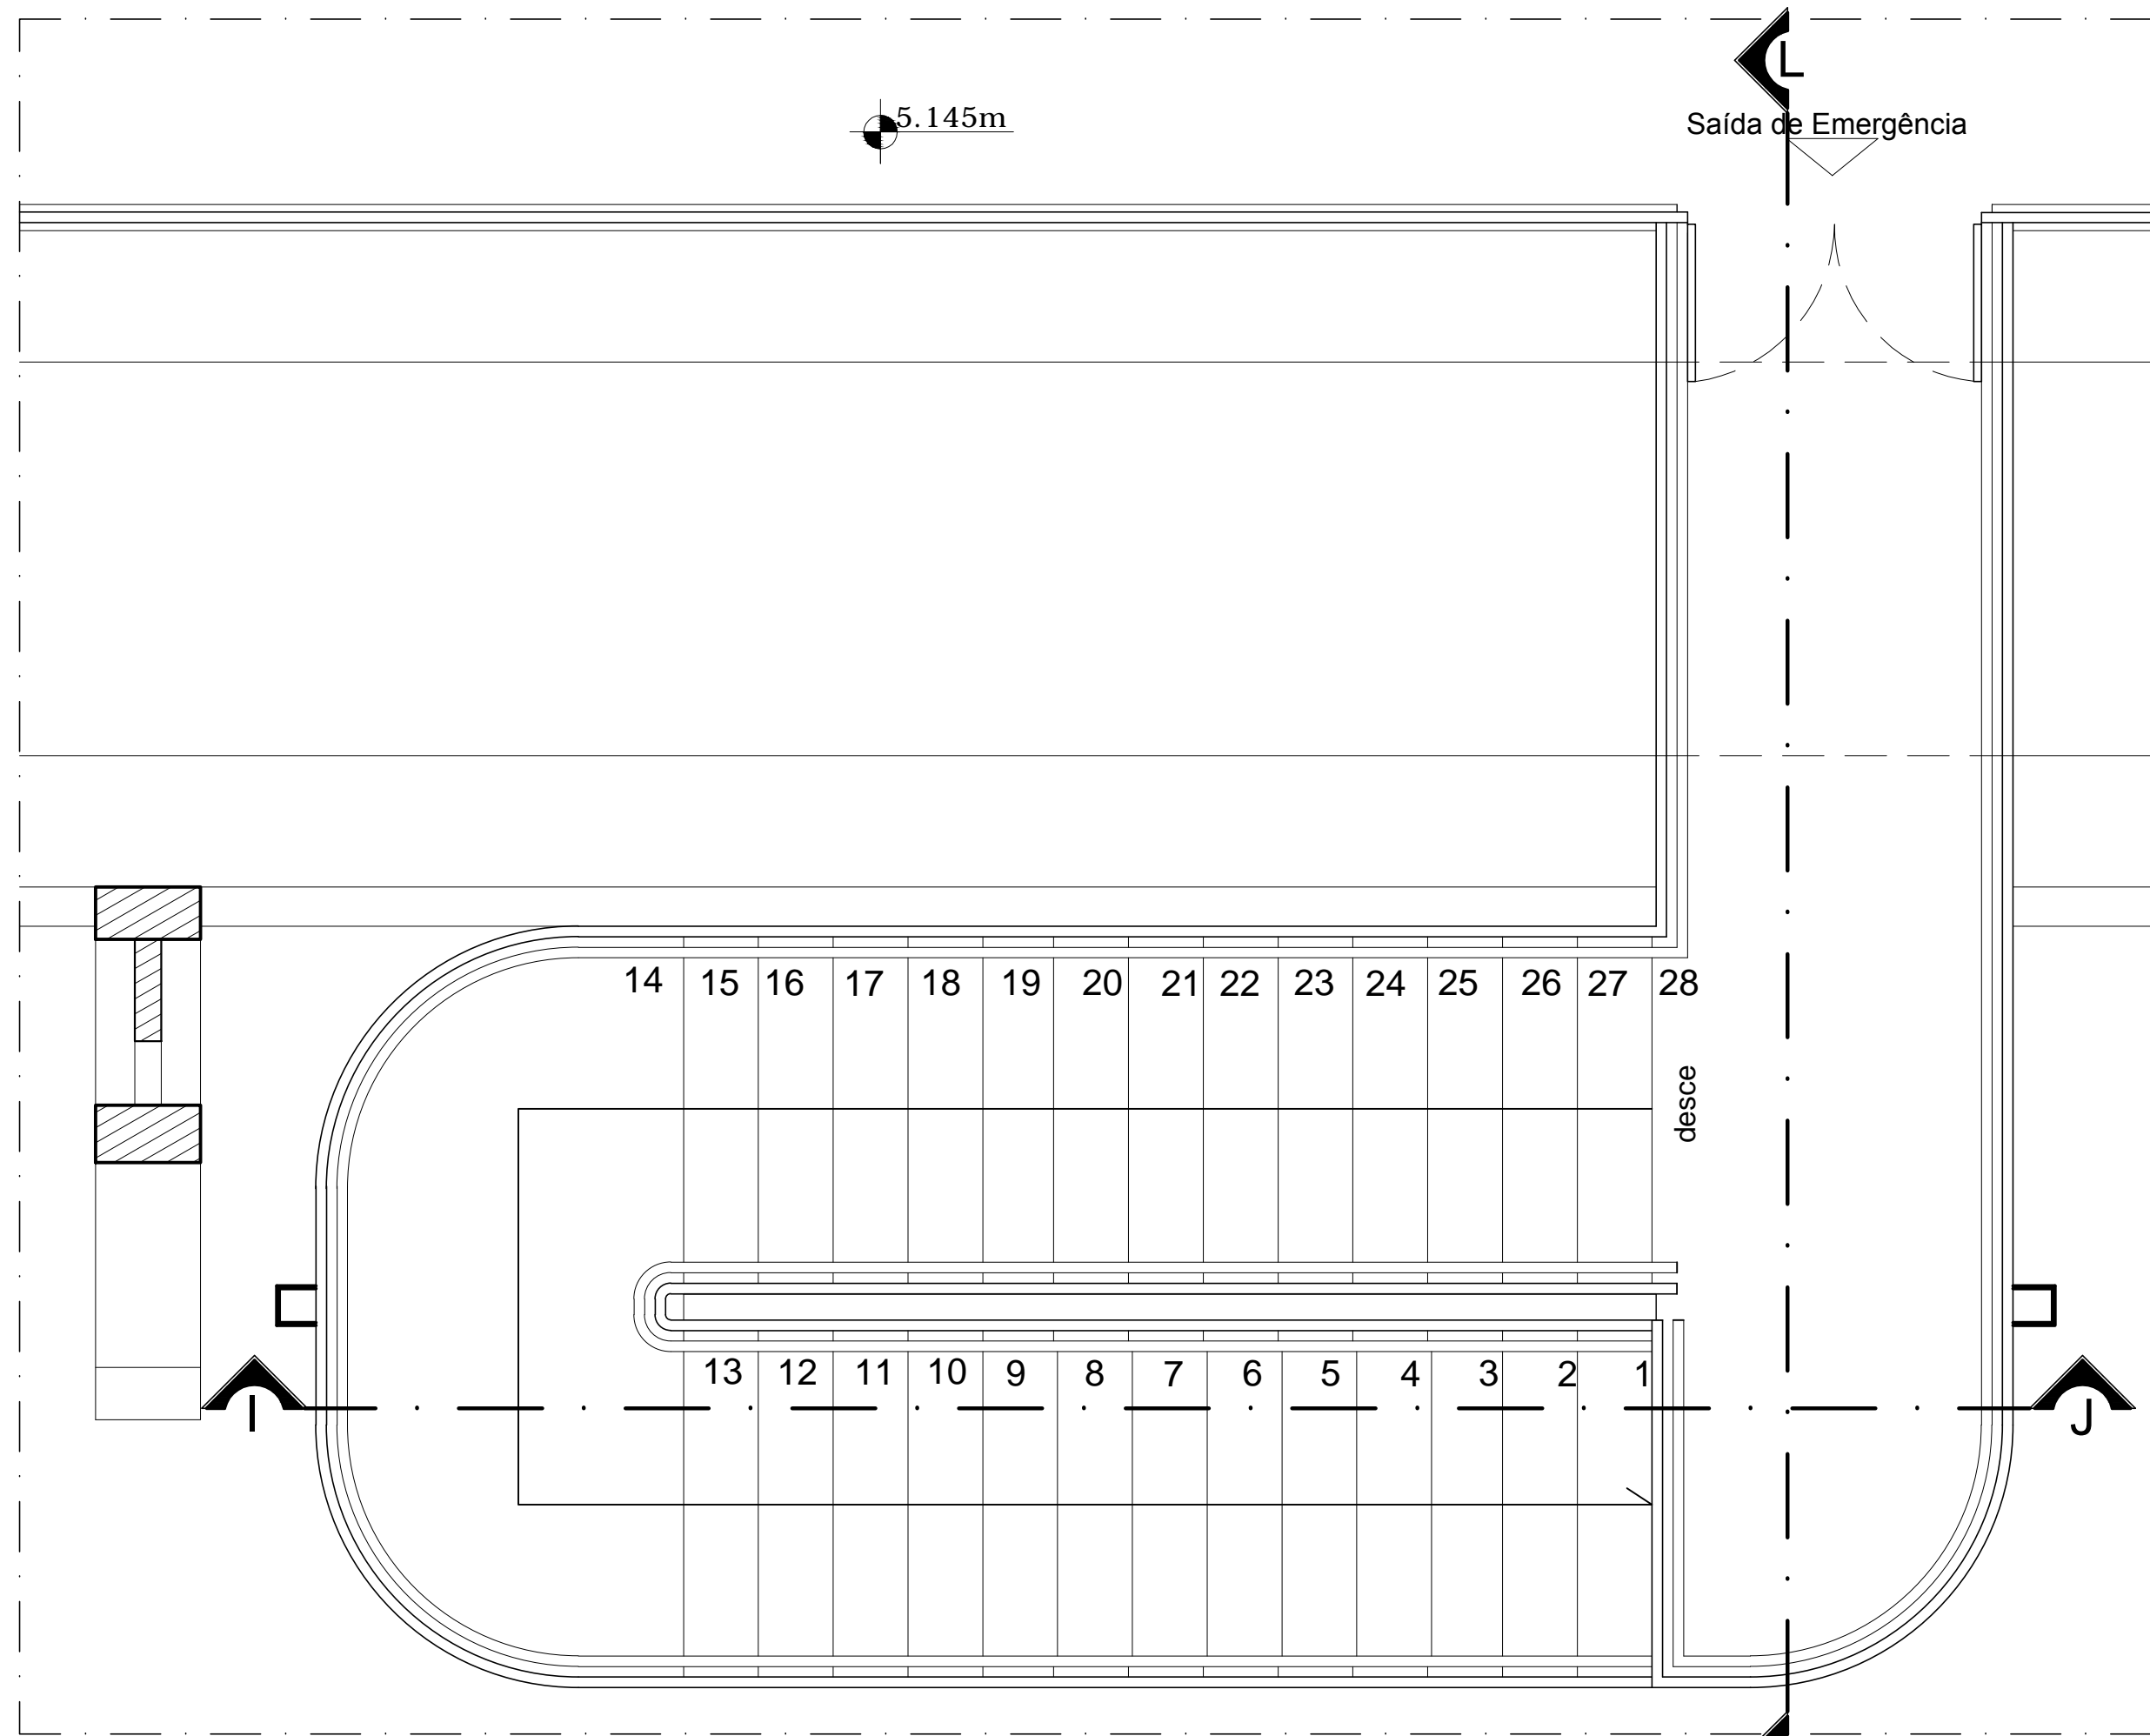 L
5.145m
Saída de Emergência
14 15 16 17 18 19 20 21 22 23 24 25 26 27 28
desce
13 12 11 10 9 8 7 6 5 4 3 2 1
I
J